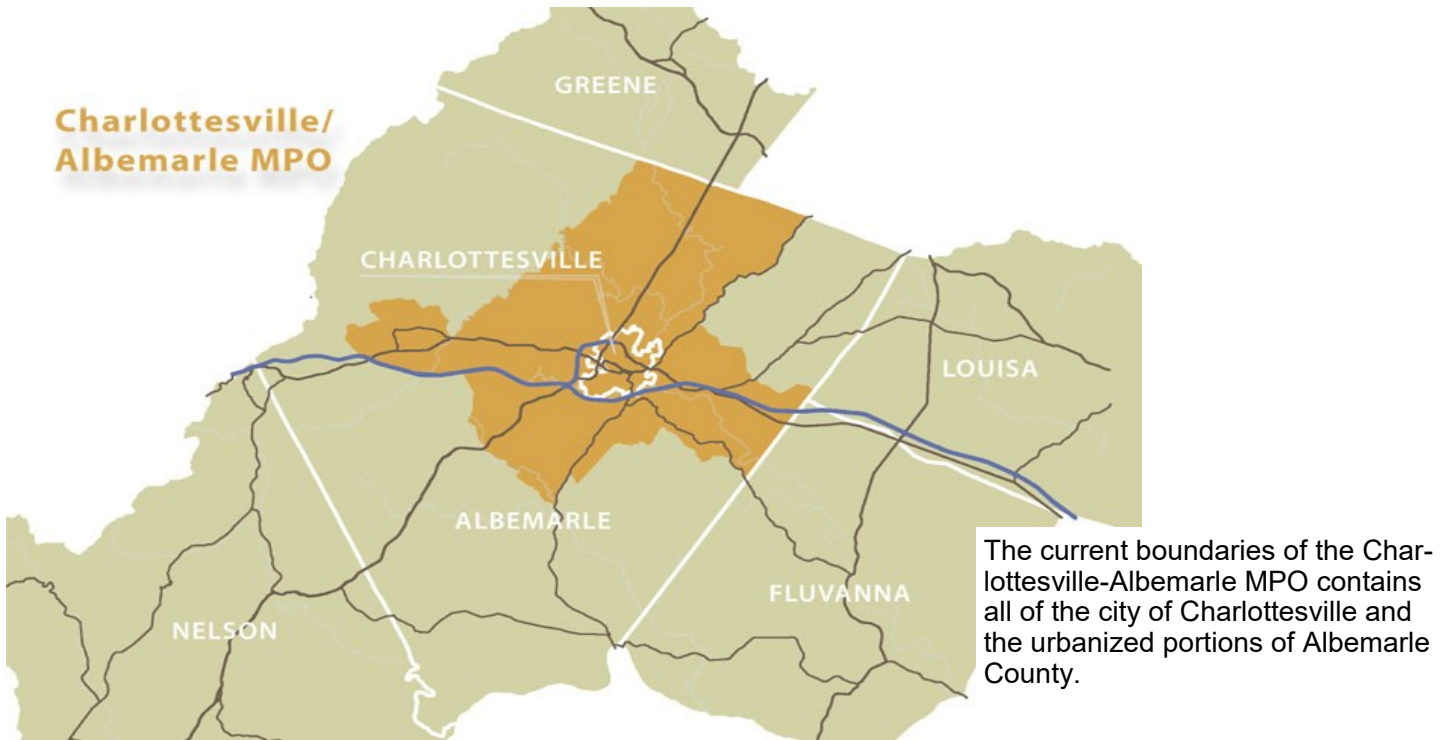 GREENE
Charlottesville/
Albemarle MPO
CHARLOTTESVILLE
LOUISA
ALBEMARLE
FLUVANNA
NELSON
The current boundaries of the Char-
lottesville-Albemarle MPO contains
all of the city of Charlottesville and
the urbanized portions of Albemarle
County.